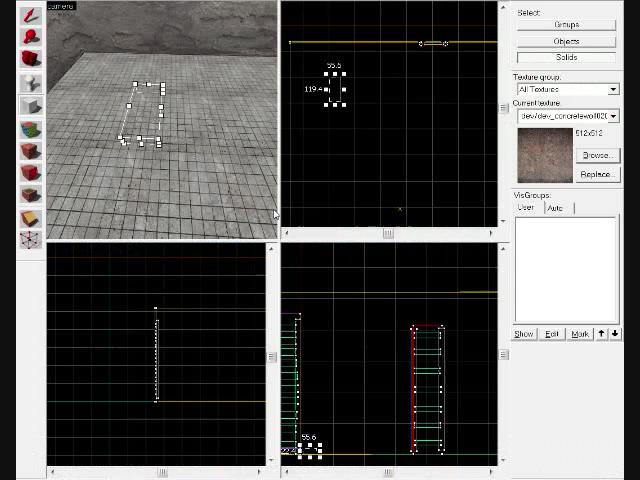 camera
Select:
Groups
Objects
Solids
Texture group:
All Textures
Current texture:
512x512
Browse...
Replace...
VisGroups:
User
Auto
Show
Edit
Mark
55.6
119.4
55.6